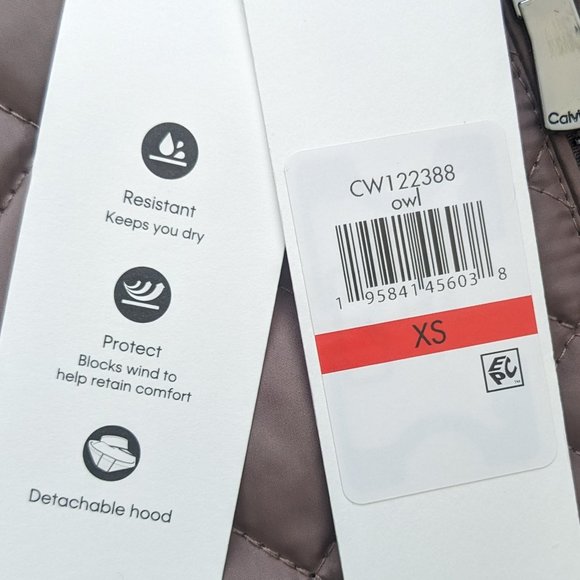 Resistant
Keeps you dry
Protect
Blocks wind to
help retain comfort
Detachable hood
CW122388
owl
1 95841 45603 8
XS
EPC